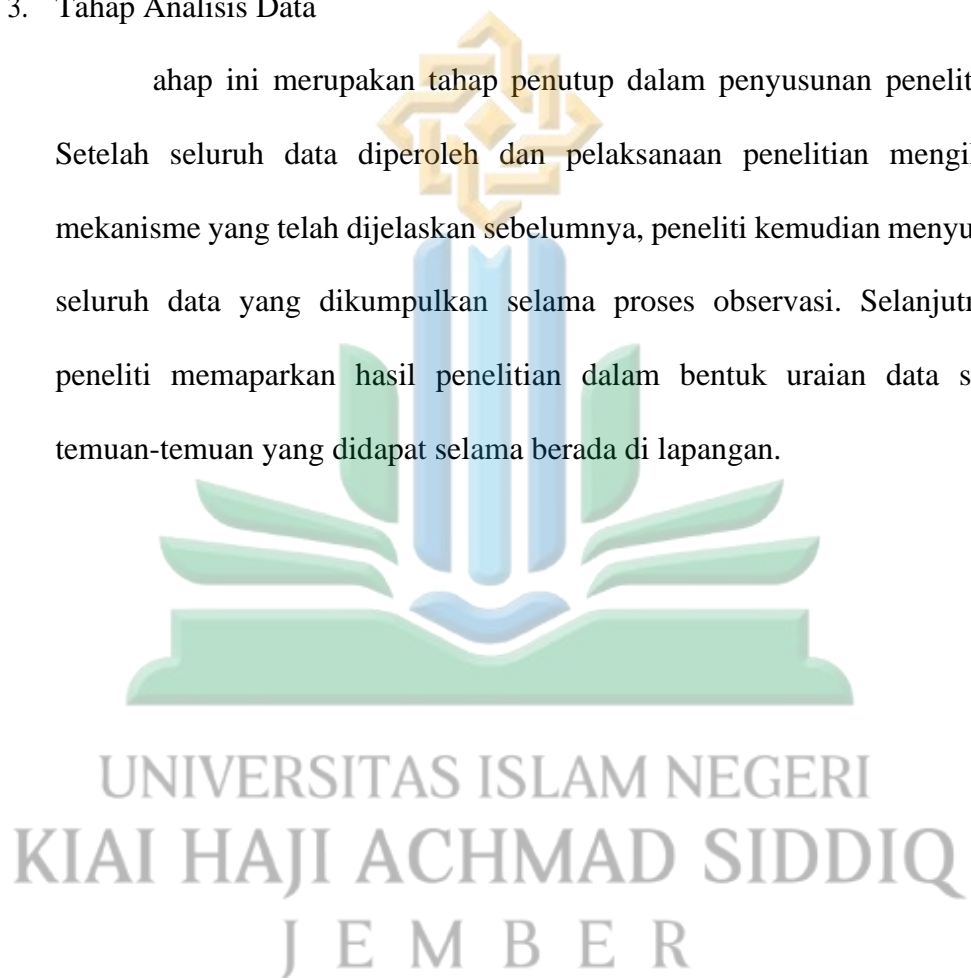 3. Tahap Analisis Data
ahap ini merupakan tahap penutup dalam penyusunan penelit
Setelah seluruh data diperoleh dan pelaksanaan penelitian mengi
mekanisme yang telah dijelaskan sebelumnya, peneliti kemudian menyu
seluruh data yang dikumpulkan selama proses observasi. Selanjut
peneliti memaparkan hasil penelitian dalam bentuk uraian data s
temuan-temuan yang didapat selama berada di lapangan.
UNIVERSITAS ISLAM NEGERI
KIAI HAJI ACHMAD SIDDIQ
J E M B E R